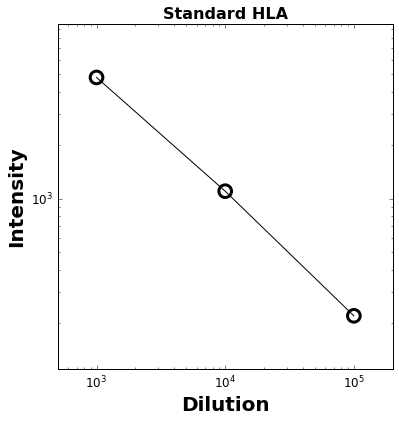 Standard HLA
Intensity
10³
10³ 10⁴ 10⁵
Dilution